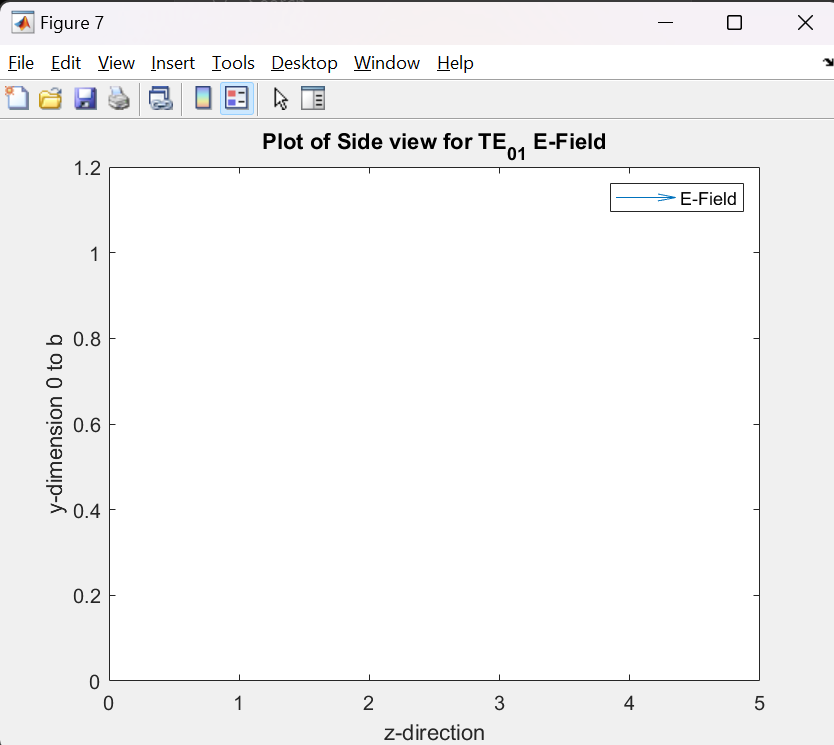 Figure 7
File Edit View Insert Tools Desktop Window Help
Plot of Side view for TE01 E-Field
E-Field
1.2
1
0.8
0.6
0.4
0.2
0
y-dimension 0 to b
0 1 2 3 4 5
z-direction